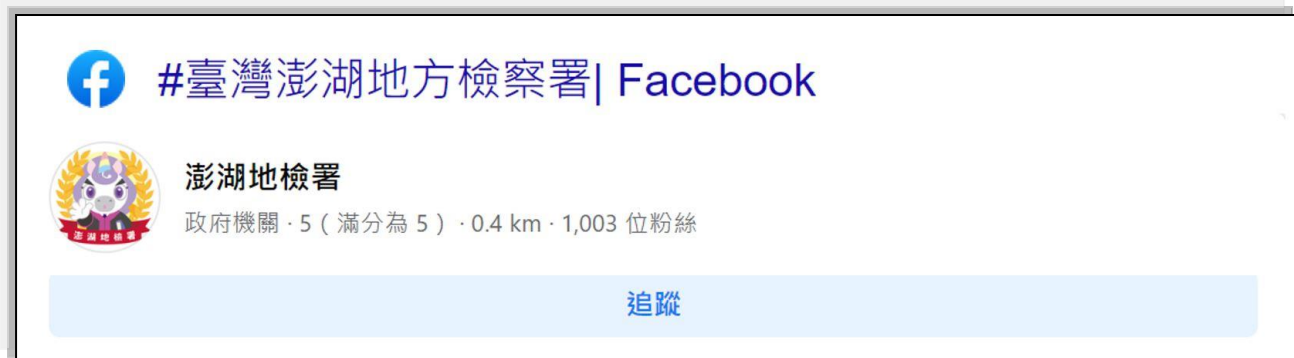 #臺灣澎湖地方檢察署| Facebook
澎湖地檢署
政府機關 · 5 ( 滿分為 5 ) · 0.4 km · 1,003 位粉絲
澎湖地檢署
追蹤